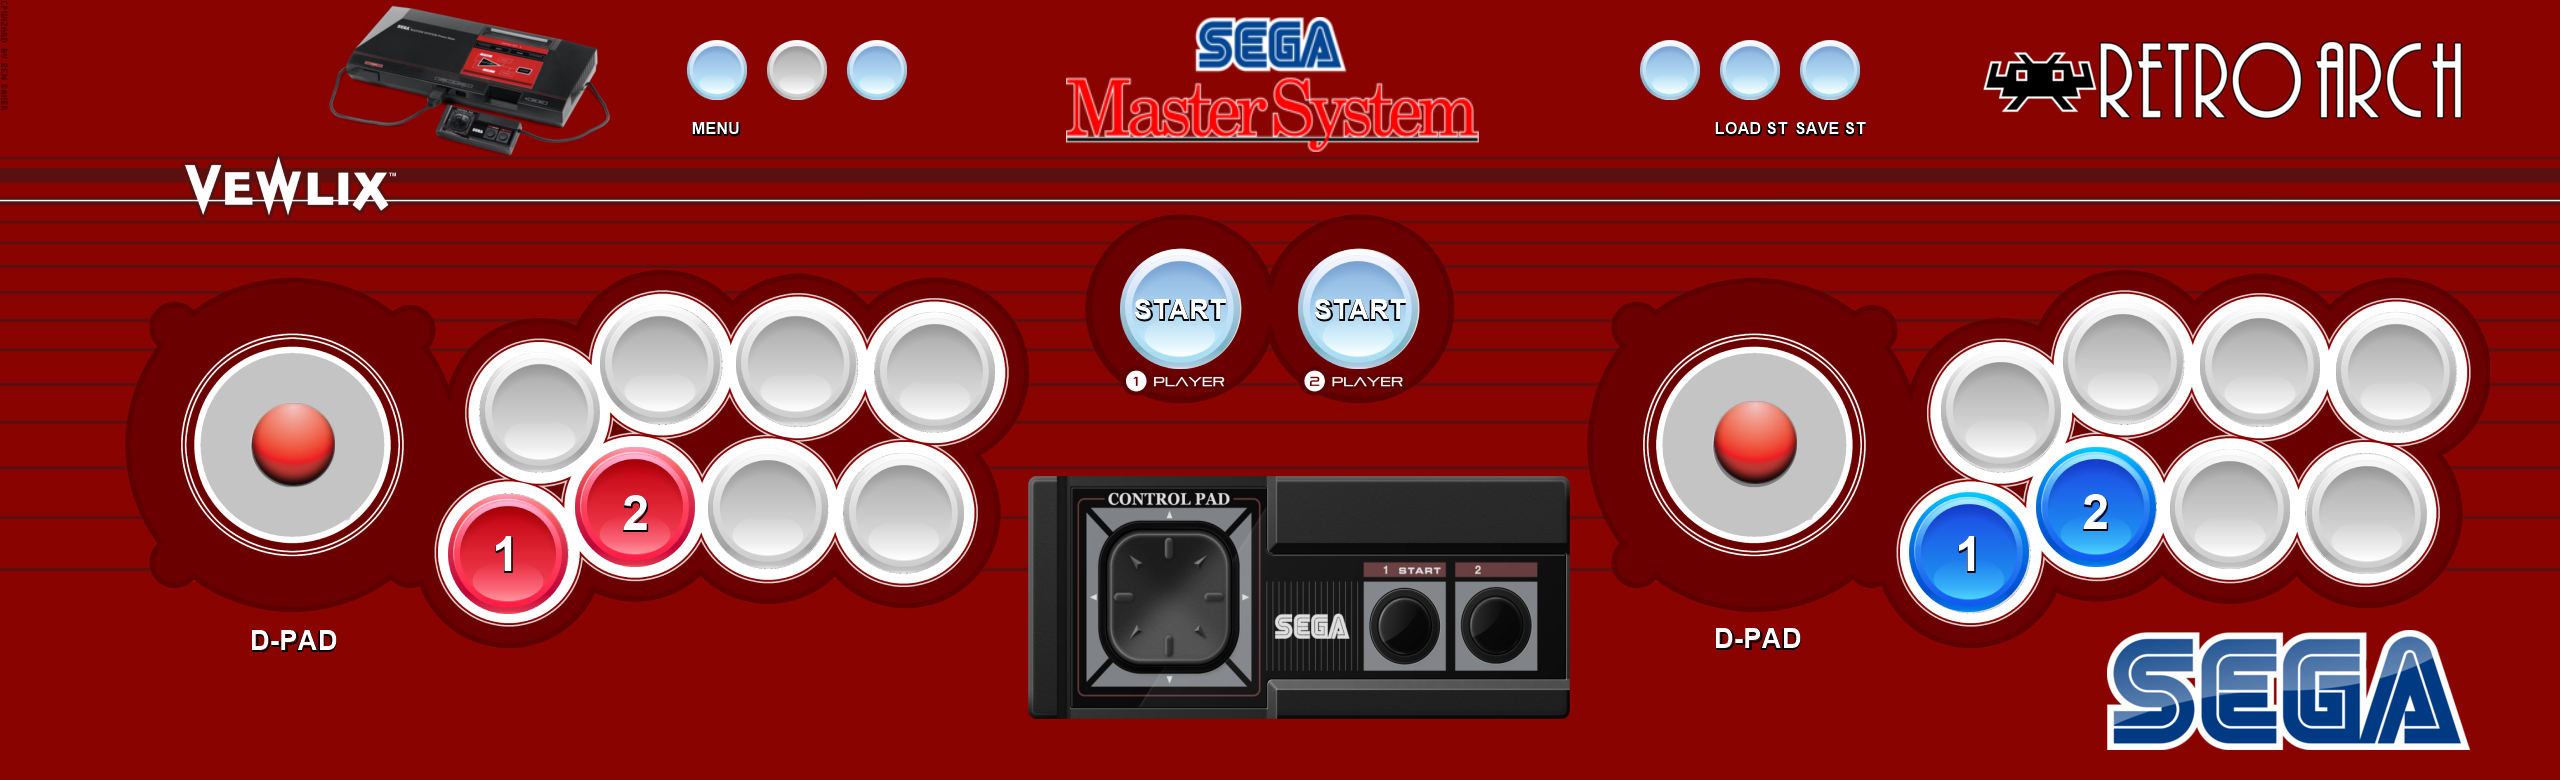 SEGA
Master System
RETRO ARCH
MENU
LOAD ST SAVE ST
VEWLIX™
START
START
1 PLAYER
2 PLAYER
2
1
2
1
CONTROL PAD
1 START
2
SEGA
D-PAD
D-PAD
SEGA